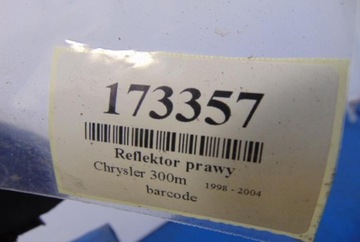 173357
Reflektor prawy
Chrysler 300m 1998 - 2004
barcode